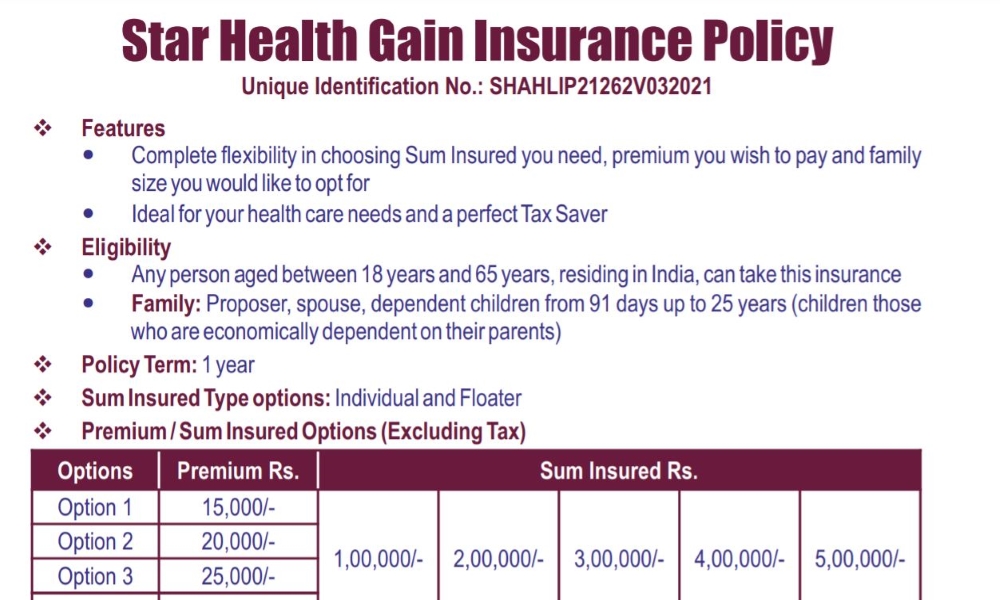 Star Health Gain Insurance Policy
Unique Identification No.: SHAHLIP21262V032021
❖ Features
• Complete flexibility in choosing Sum Insured you need, premium you wish to pay and family
size you would like to opt for
• Ideal for your health care needs and a perfect Tax Saver
❖ Eligibility
• Any person aged between 18 years and 65 years, residing in India, can take this insurance
• Family: Proposer, spouse, dependent children from 91 days up to 25 years (children those
who are economically dependent on their parents)
❖ Policy Term: 1 year
❖ Sum Insured Type options: Individual and Floater
❖ Premium / Sum Insured Options (Excluding Tax)
Options Premium Rs. Sum Insured Rs.
Option 1 15,000/-
Option 2 20,000/-
1,00,000/- 2,00,000/- 3,00,000/- 4,00,000/- 5,00,000/-
Option 3 25,000/-